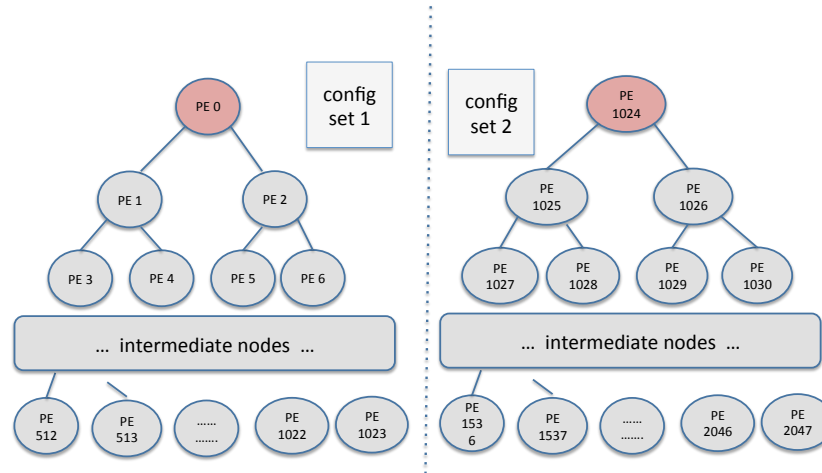 PE 0
config
set 1
PE 1
PE 2
PE 3
PE 4
PE 5
PE 6
... intermediate nodes ...
PE
512
PE
513
......
.......
PE
1022
PE
1023
config
set 2
PE
1024
PE
1025
PE
1026
PE
1027
PE
1028
PE
1029
PE
1030
... intermediate nodes ...
PE
153
6
PE
1537
......
.......
PE
2046
PE
2047